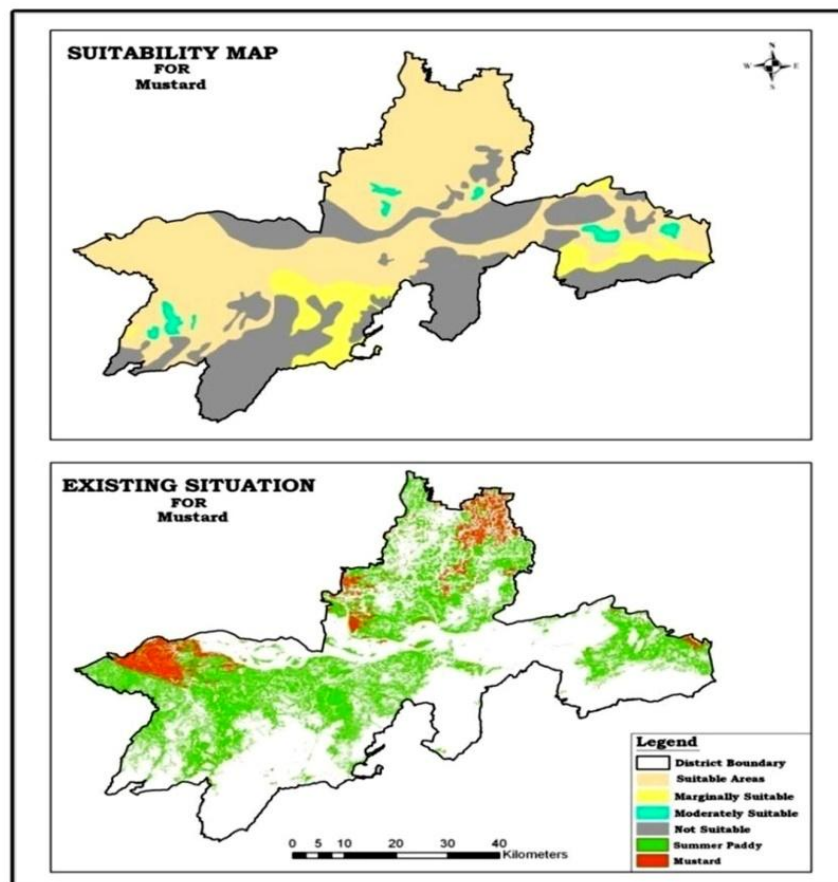 SUITABILITY MAP
FOR
Mustard
N
W E
S
EXISTING SITUATION
FOR
Mustard
Legend
District Boundary
Suitable Areas
Marginally Suitable
Moderately Suitable
Not Suitable
Summer Paddy
Mustard
0 5 10 20 30 40
Kilometers